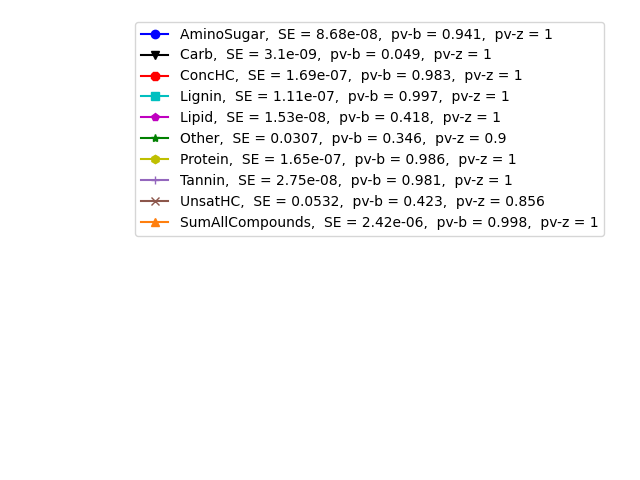 AminoSugar,  SE = 8.68e-08,  pv-b = 0.941,  pv-z = 1
Carb,  SE = 3.1e-09,  pv-b = 0.049,  pv-z = 1
ConcHC,  SE = 1.69e-07,  pv-b = 0.983,  pv-z = 1
Lignin,  SE = 1.11e-07,  pv-b = 0.997,  pv-z = 1
Lipid,  SE = 1.53e-08,  pv-b = 0.418,  pv-z = 1
Other,  SE = 0.0307,  pv-b = 0.346,  pv-z = 0.9
Protein,  SE = 1.65e-07,  pv-b = 0.986,  pv-z = 1
Tannin,  SE = 2.75e-08,  pv-b = 0.981,  pv-z = 1
UnsatHC,  SE = 0.0532,  pv-b = 0.423,  pv-z = 0.856
SumAllCompounds,  SE = 2.42e-06,  pv-b = 0.998,  pv-z = 1